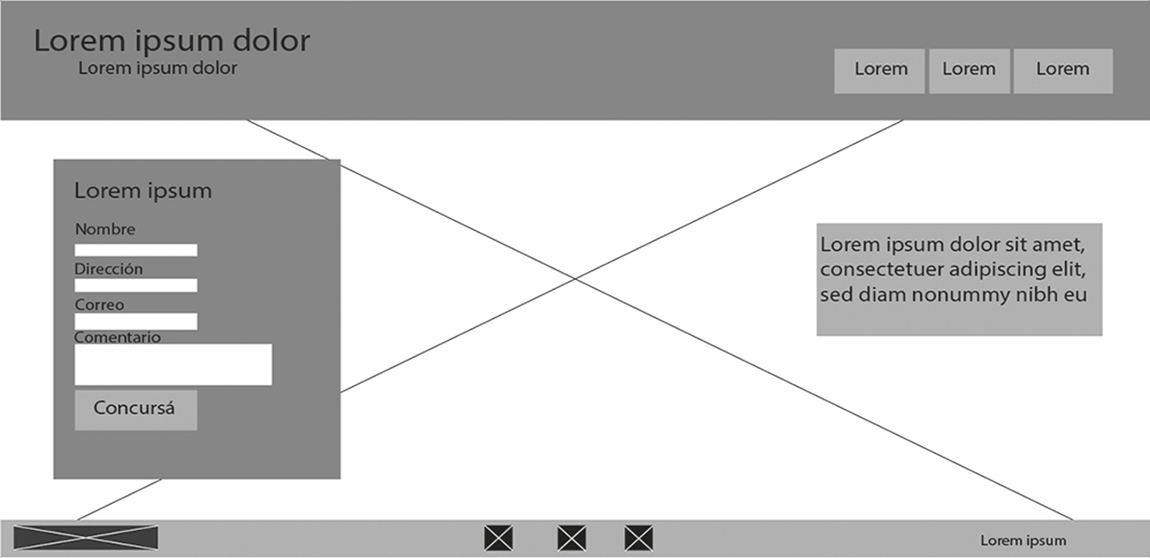 Lorem ipsum dolor
Lorem ipsum dolor
Lorem
Lorem
Lorem
Lorem ipsum
Nombre
Dirección
Correo
Comentario
Concursá
Lorem ipsum dolor sit amet,
consectetuer adipiscing elit,
sed diam nonummy nibh eu
Lorem ipsum